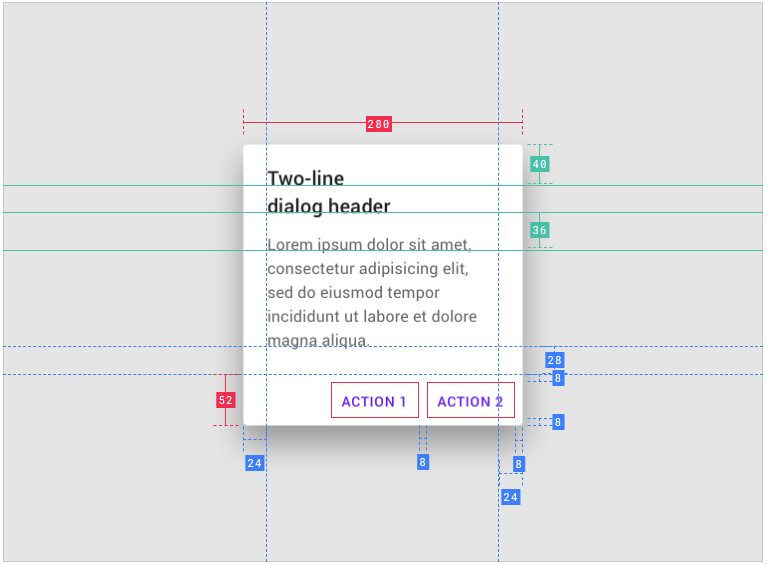 280
40
Two-line
dialog header
36
Lorem ipsum dolor sit amet,
consectetur adipisicing elit,
sed do eiusmod tempor
incididunt ut labore et dolore
magna aliqua.
28
8
52
ACTION 1
ACTION 2
8
24
8
8
24